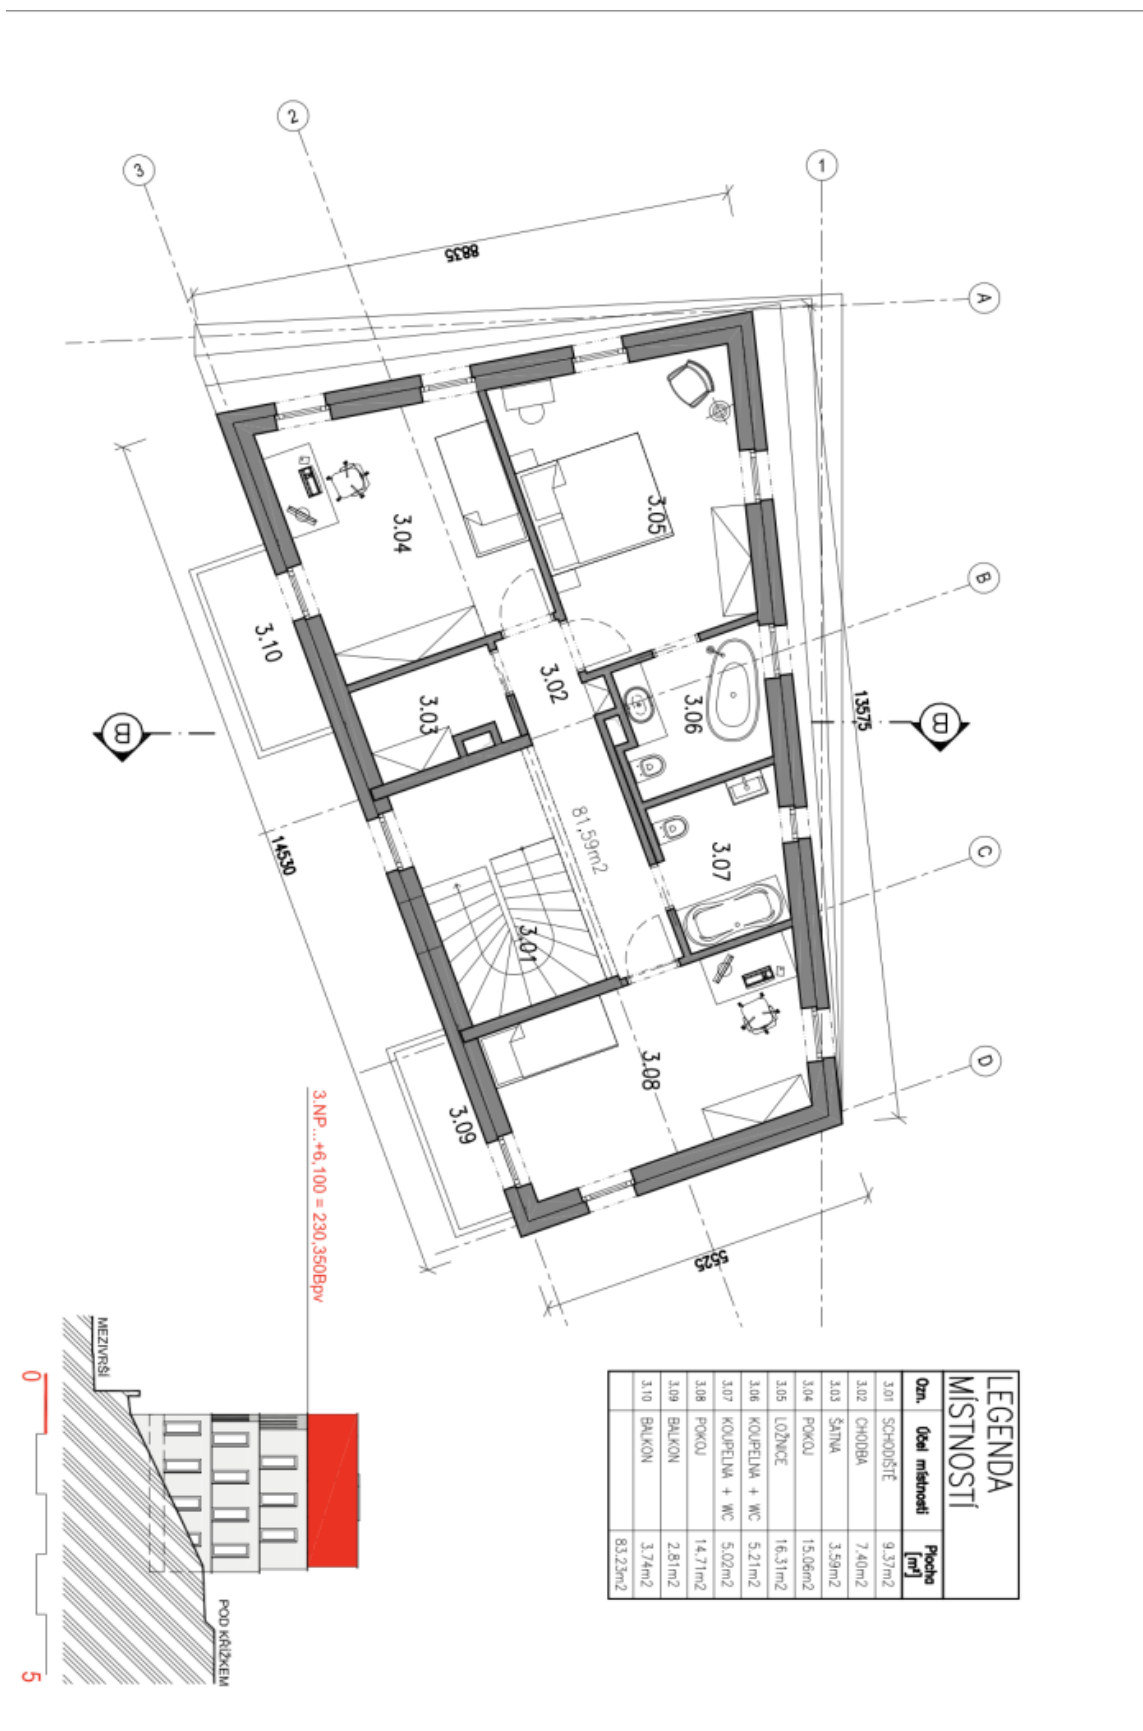 LEGENDA
MÍSTNOSTÍ
Ozn. Účel místnosti Plocha [m²]
3.01 SCHODIŠTĚ 9.37m2
3.02 CHODBA 7.40m2
3.03 ŠATNA 3.59m2
3.04 POKOJ 15.06m2
3.05 LOŽNICE 16.31m2
3.06 KOUPELNA + WC 5.21m2
3.07 KOUPELNA + WC 5.02m2
3.08 POKOJ 14.71m2
3.09 BALKON 2.81m2
3.10 BALKON 3.74m2
83.23m2
1
2
3
A
B
C
D
B
B
8835
13575
14530
5525
3.05
3.04
3.10
3.02
3.03
3.06
3.07
81,59m2
3.01
3.08
3.09
3.NP...+6,100 = 230,350Bpv
MEZIVRŠÍ
POD KŘÍŽKEM
0
5